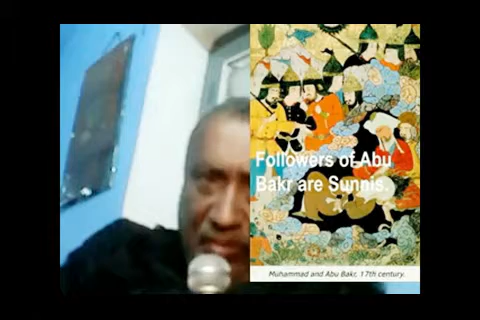 Followers of Abu
Bakr are Sunnis.
Muhammad and Abu Bakr, 17th century.